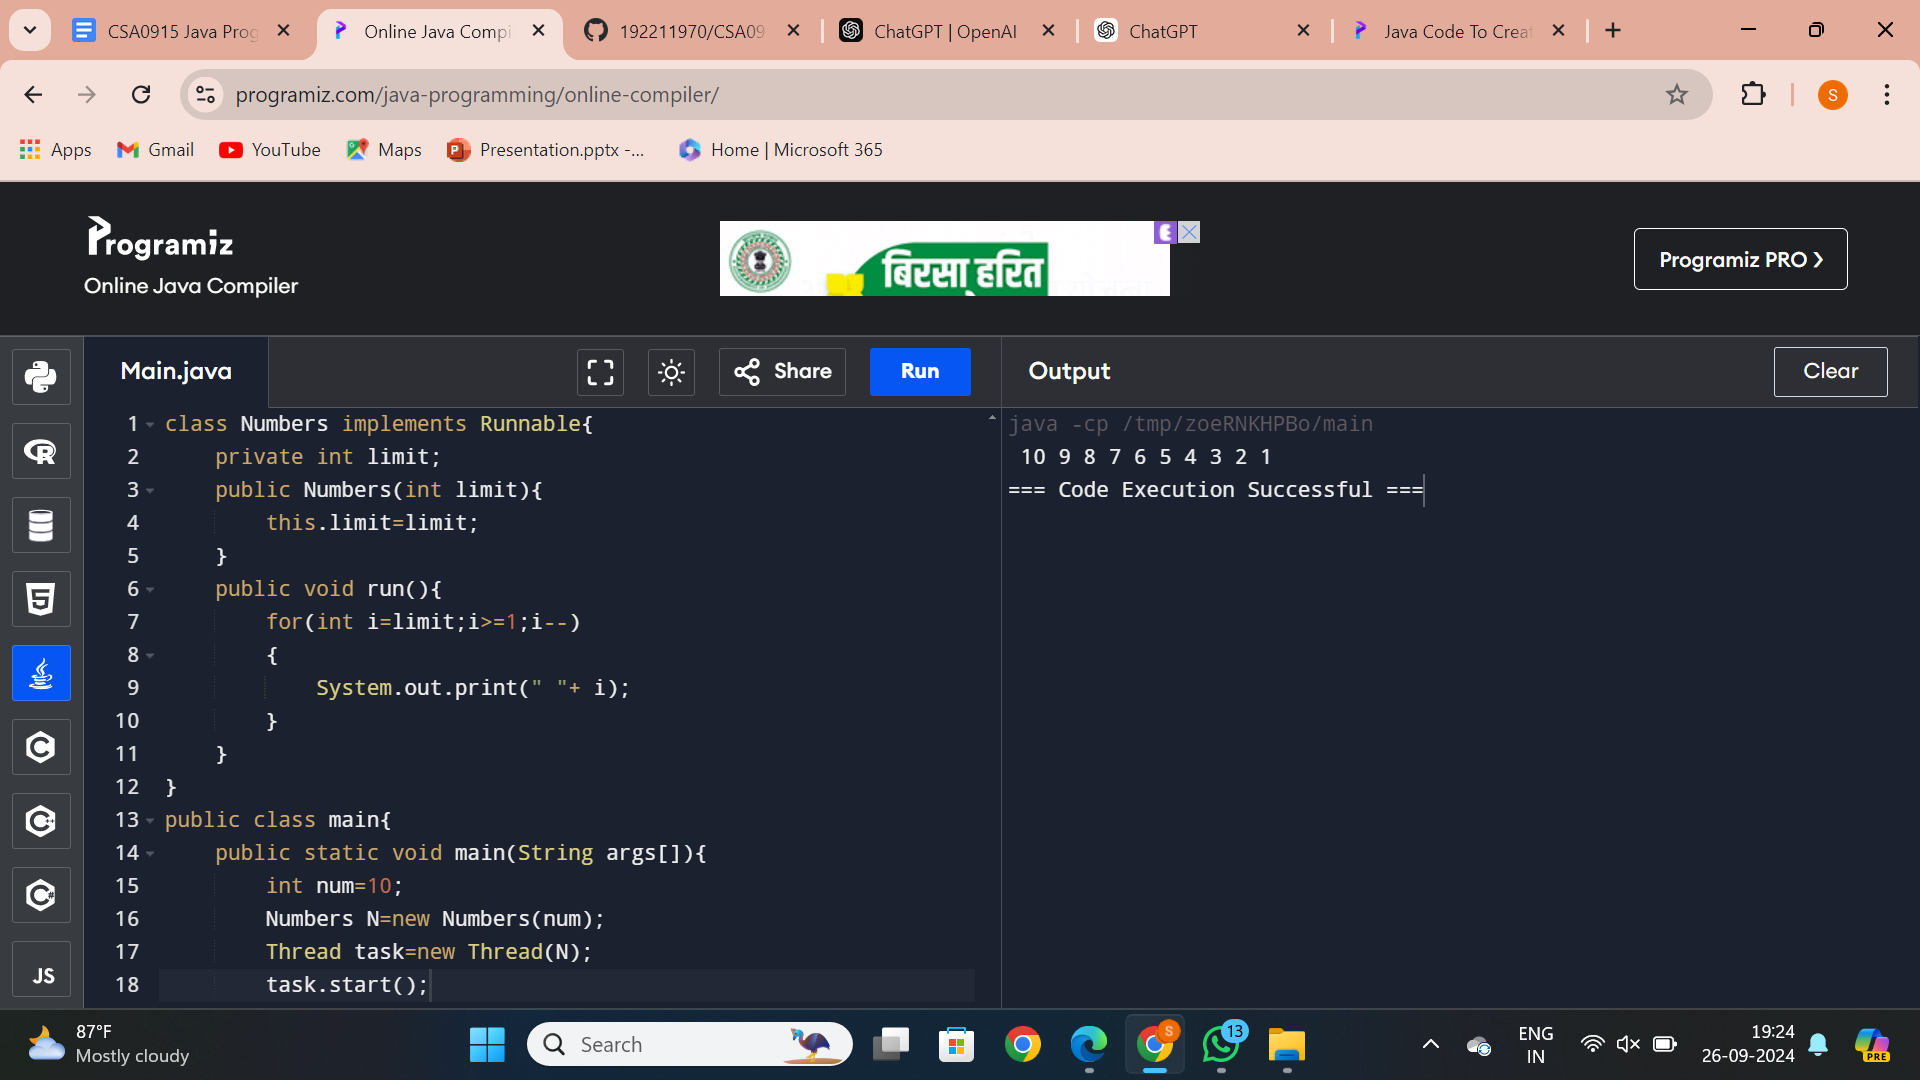 CSA0915 Java Prog
Online Java Compi
192211970/CSA09
ChatGPT | OpenAI
ChatGPT
Java Code To Crea
programiz.com/java-programming/online-compiler/
S
Apps
Gmail
YouTube
Maps
Presentation.pptx -...
Home | Microsoft 365
Programiz
Online Java Compiler
बिरसा हरित
Programiz PRO ❯
Main.java
Share
Run
Output
Clear
1 class Numbers implements Runnable{
2 private int limit;
3 public Numbers(int limit){
4 this.limit=limit;
5 }
6 public void run(){
7 for(int i=limit;i>=1;i--)
8 {
9 System.out.print(" "+ i);
10 }
11 }
12 }
13 public class main{
14 public static void main(String args[]){
15 int num=10;
16 Numbers N=new Numbers(num);
17 Thread task=new Thread(N);
18 task.start();
java -cp /tmp/zoeRNKHPBo/main
10 9 8 7 6 5 4 3 2 1
=== Code Execution Successful ===
R
5
C
C++
C#
JS
87°F
Mostly cloudy
Search
S
13
ENG
IN
19:24
26-09-2024
PRE